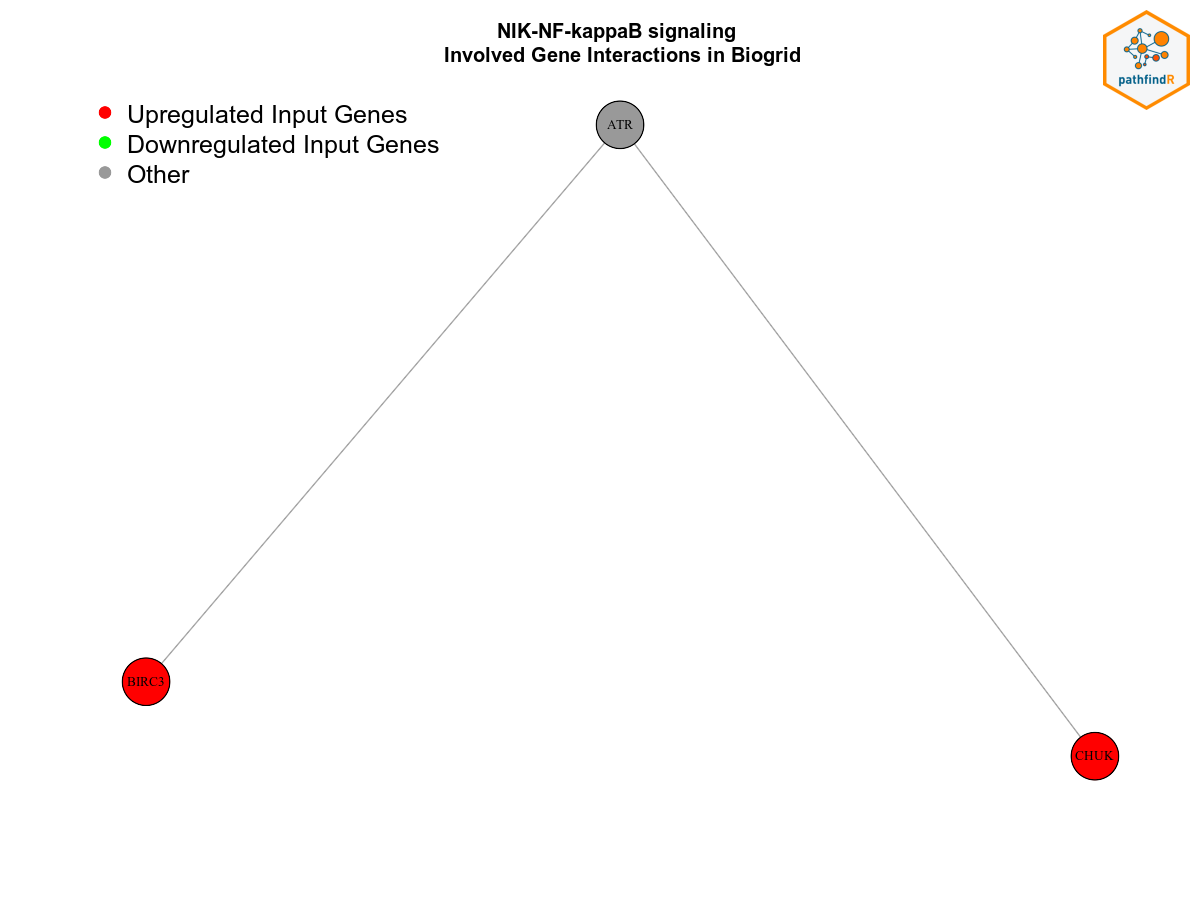 NIK-NF-kappaB signaling
Involved Gene Interactions in Biogrid
pathfindR
Upregulated Input Genes
Downregulated Input Genes
Other
ATR
BIRC3
CHUK